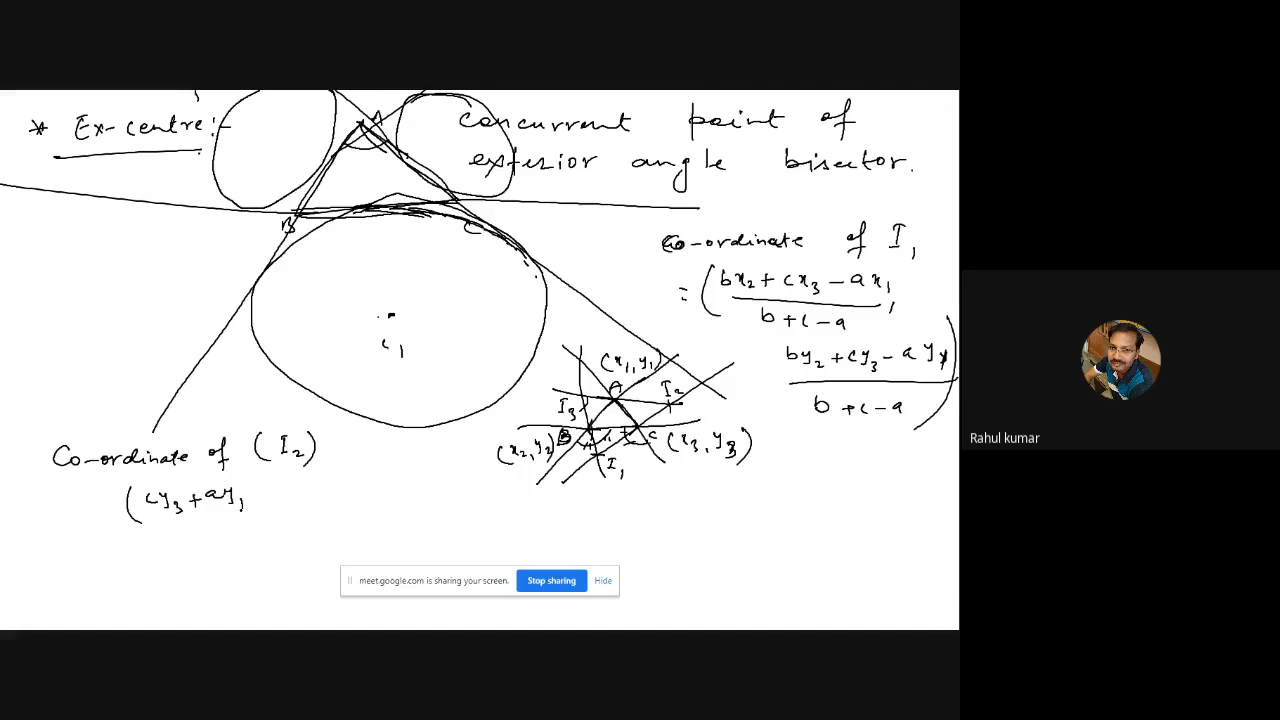 * Ex-centre:- concurrent point of
exterior angle bisector.
A
B
C
Co-ordinate of I₁
= (bx₂ + cx₃ - ax₁,
b + c - a
by₂ + cy₃ - ay₁)
b + c - a
(x₁, y₁)
A
I₂
I₃
B
C
(x₂, y₂)
(x₃, y₃)
I₁
Co-ordinate of (I₂)
(cy₃ + ay₁
meet.google.com is sharing your screen.
Stop sharing
Hide
Rahul kumar